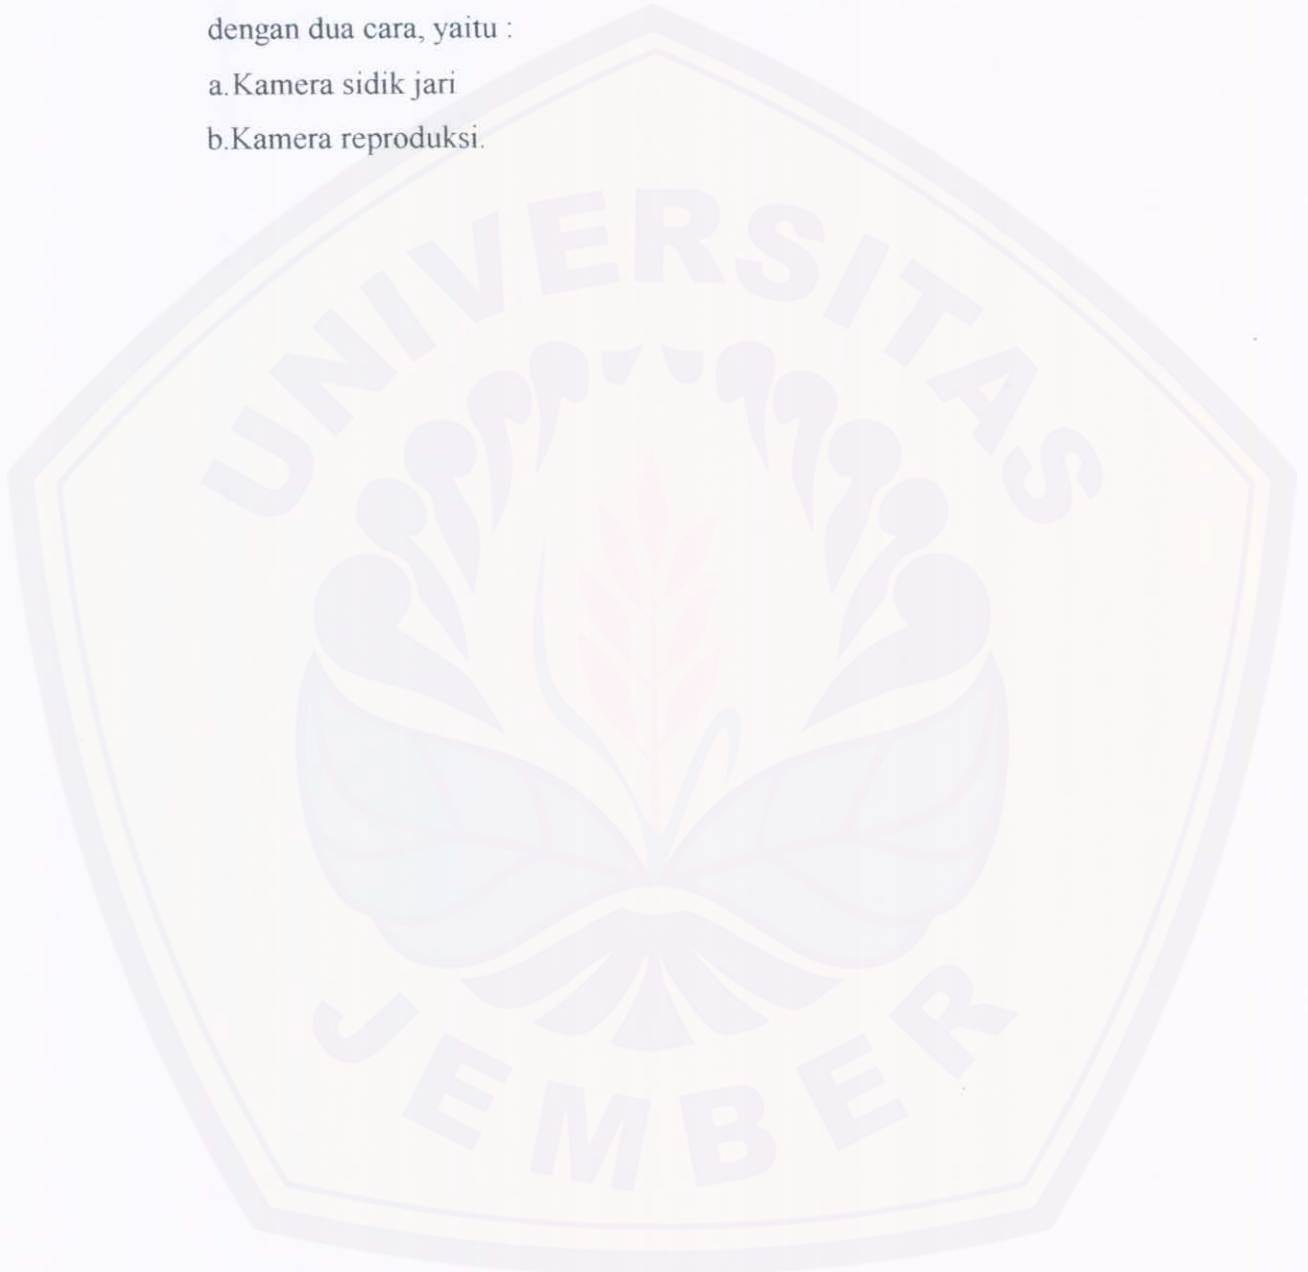 dengan dua cara, yaitu :
a.Kamera sidik jari
b.Kamera reproduksi.
UNIVERSITAS
JEMBER